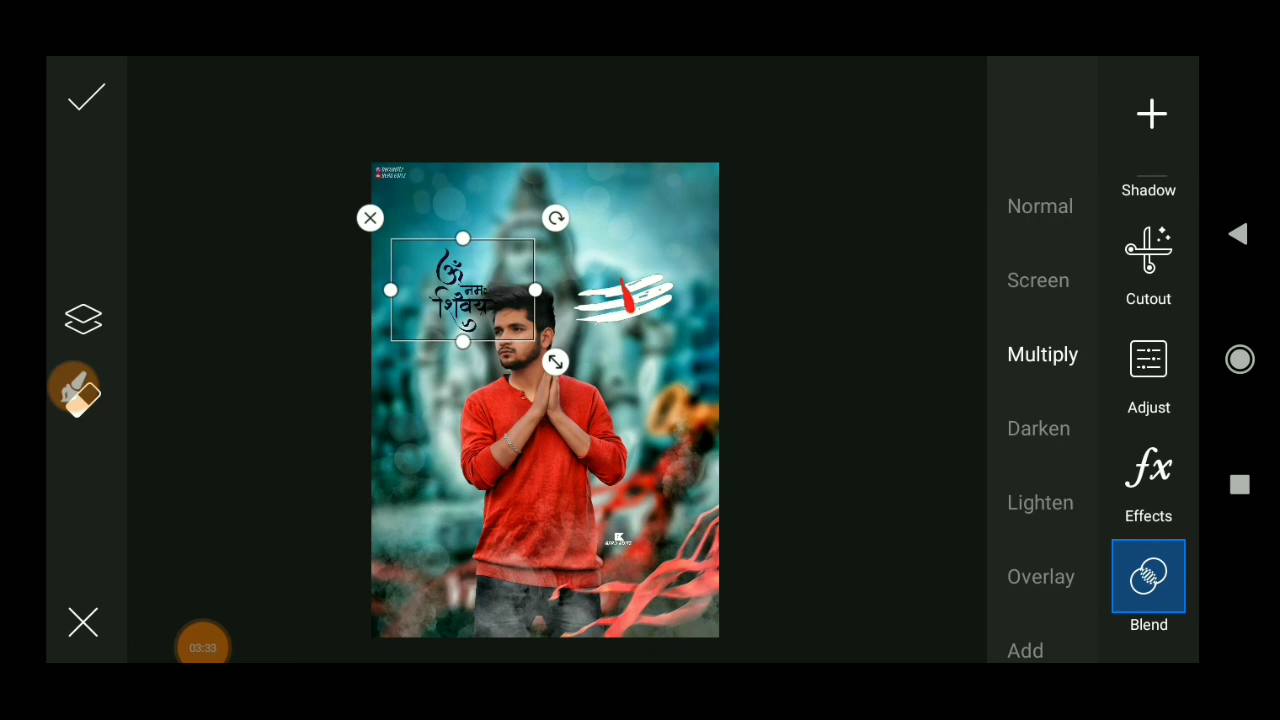 Shadow
Normal
Screen
Cutout
ॐ
नमः
शिवाय
Multiply
Adjust
Darken
Lighten
Effects
Overlay
Blend
Add
03:33